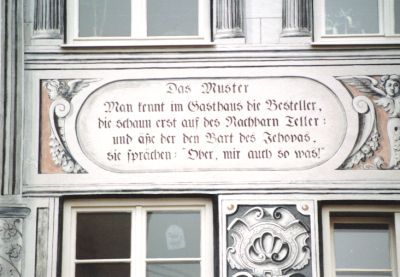 Das Muster
Man kennt im Gasthaus die Besteller,
die schaun erst auf des Nachbarn Teller:
und äße der den Bart des Jehovas,
sie sprächen: "Ober, mir auch so was!"